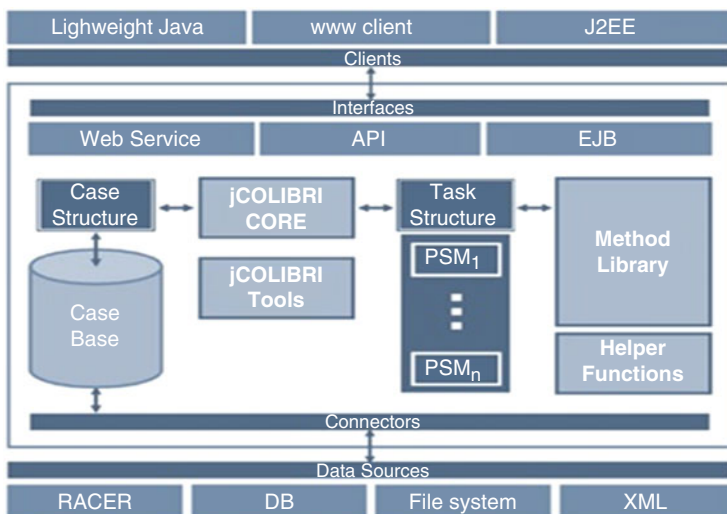 Lighweight Java
www client
J2EE
Clients
Interfaces
Web Service
API
EJB
Case
Structure
jCOLIBRI
CORE
Task
Structure
Method
Library
PSM1
jCOLIBRI
Tools
Case
Base
Helper
Functions
PSMn
Connectors
Data Sources
RACER
DB
File system
XML